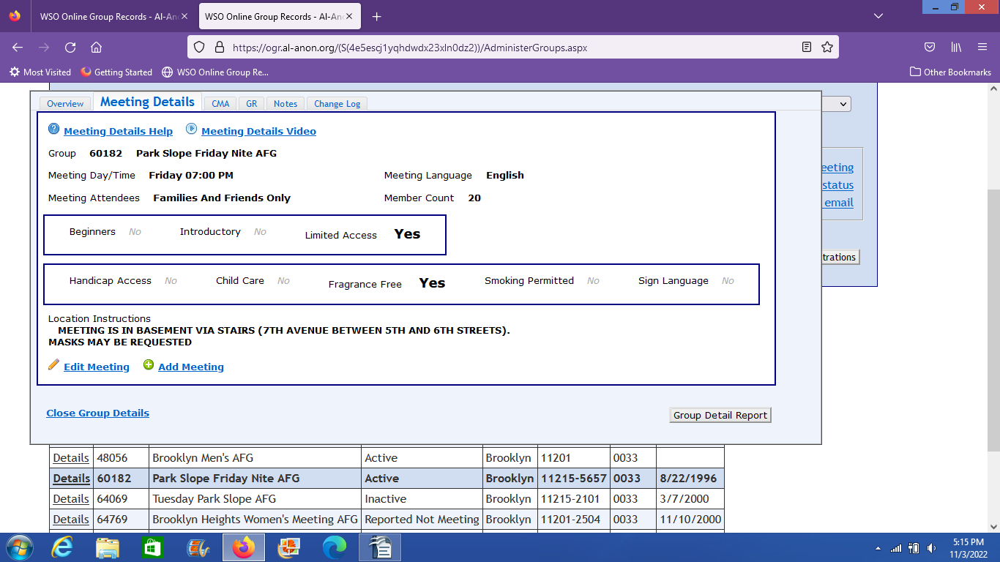 WSO Online Group Records - Al-An
WSO Online Group Records - Al-An
https://ogr.al-anon.org/(S(4e5escj1yqhdwdx23xln0dz2))/AdministerGroups.aspx
Most Visited Getting Started WSO Online Group Re... Other Bookmarks
Overview Meeting Details CMA GR Notes Change Log
Meeting Details Help Meeting Details Video
Group 60182 Park Slope Friday Nite AFG
Meeting Day/Time Friday 07:00 PM Meeting Language English
eeting
status
email
Meeting Attendees Families And Friends Only Member Count 20
Beginners No Introductory No Limited Access Yes
trations
Handicap Access No Child Care No Fragrance Free Yes Smoking Permitted No Sign Language No
Location Instructions
MEETING IS IN BASEMENT VIA STAIRS (7TH AVENUE BETWEEN 5TH AND 6TH STREETS).
MASKS MAY BE REQUESTED
Edit Meeting Add Meeting
Close Group Details Group Detail Report
Details 48056 Brooklyn Men's AFG Active Brooklyn 11201 0033
Details 60182 Park Slope Friday Nite AFG Active Brooklyn 11215-5657 0033 8/22/1996
Details 64069 Tuesday Park Slope AFG Inactive Brooklyn 11215-2101 0033 3/7/2000
Details 64769 Brooklyn Heights Women's Meeting AFG Reported Not Meeting Brooklyn 11201-2504 0033 11/10/2000
5:15 PM
11/3/2022